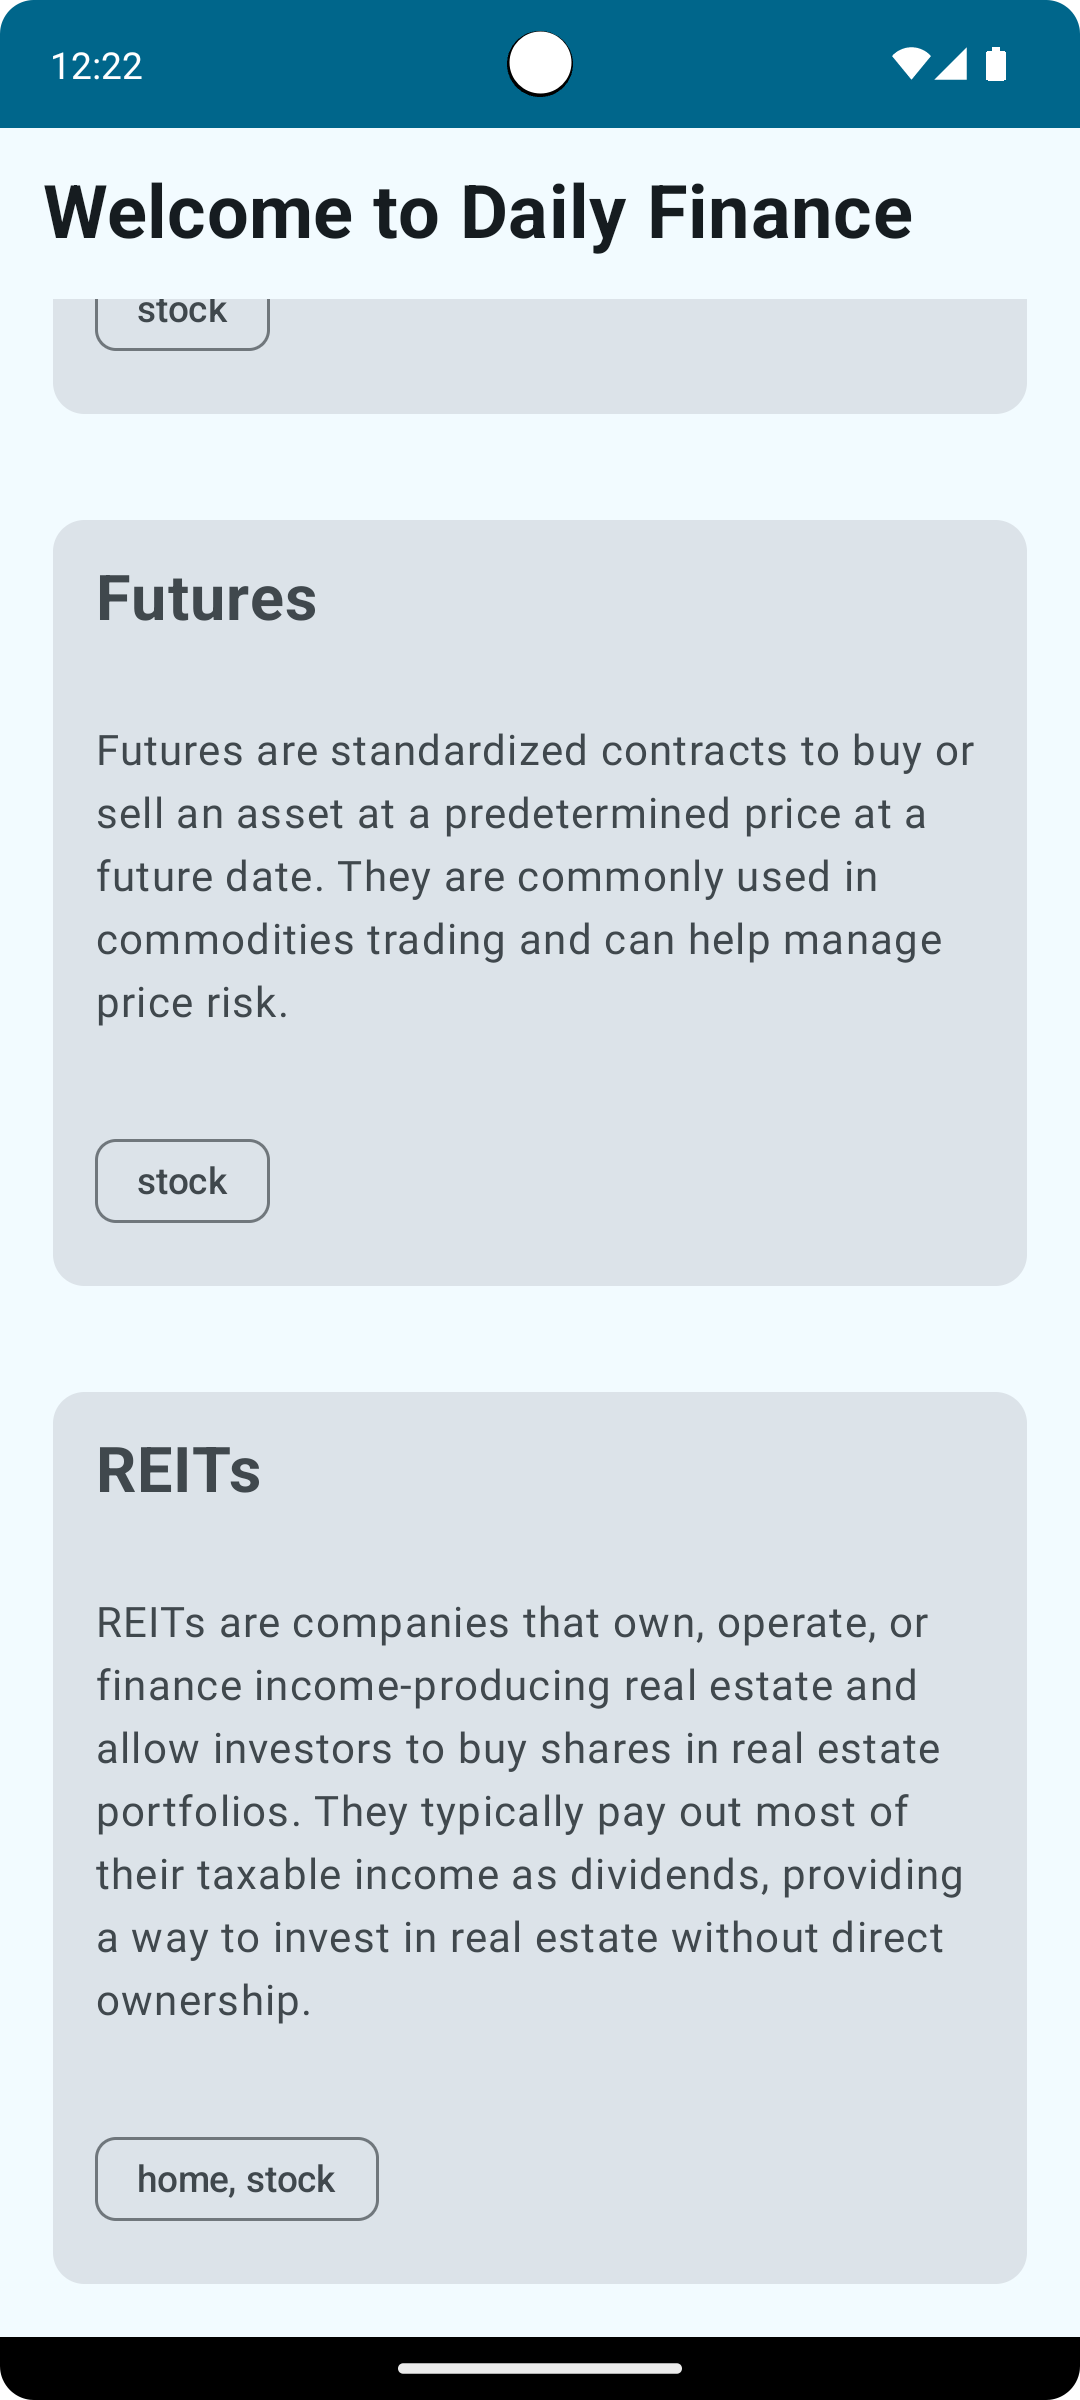 12:22
Welcome to Daily Finance
stock
Futures
Futures are standardized contracts to buy or
sell an asset at a predetermined price at a
future date. They are commonly used in
commodities trading and can help manage
price risk.
stock
REITs
REITs are companies that own, operate, or
finance income-producing real estate and
allow investors to buy shares in real estate
portfolios. They typically pay out most of
their taxable income as dividends, providing
a way to invest in real estate without direct
ownership.
home, stock